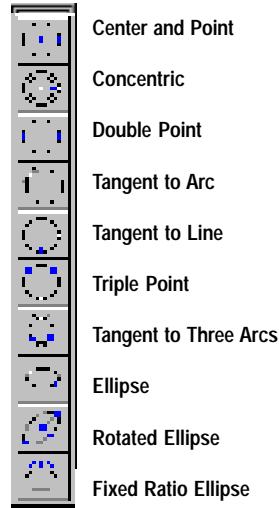 Center and Point
Concentric
Double Point
Tangent to Arc
Tangent to Line
Triple Point
Tangent to Three Arcs
Ellipse
Rotated Ellipse
Fixed Ratio Ellipse